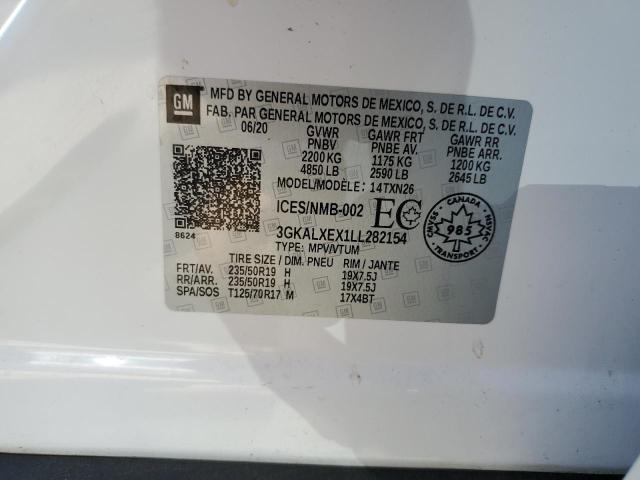 GM
MFD BY GENERAL MOTORS DE MEXICO, S. DE R.L. DE C.V.
FAB. PAR GENERAL MOTORS DE MEXICO, S. DE R.L. DE C.V.
06/20 GVWR GAWR FRT GAWR RR
PNBV PNBE AV. PNBE ARR.
2200 KG 1175 KG 1200 KG
4850 LB 2590 LB 2645 LB
MODEL/MODÈLE: 14TXN26
ICES/NMB-002 EC
CANADA
CMVSS 985 NSVAC
TRANSPORT
8624
3GKALXEX1LL282154
TYPE: MPV/VTUM
TIRE SIZE / DIM. PNEU RIM / JANTE
FRT/AV. 235/50R19 H 19X7.5J
RR/ARR. 235/50R19 H 19X7.5J
SPA/SOS T125/70R17 M 17X4BT